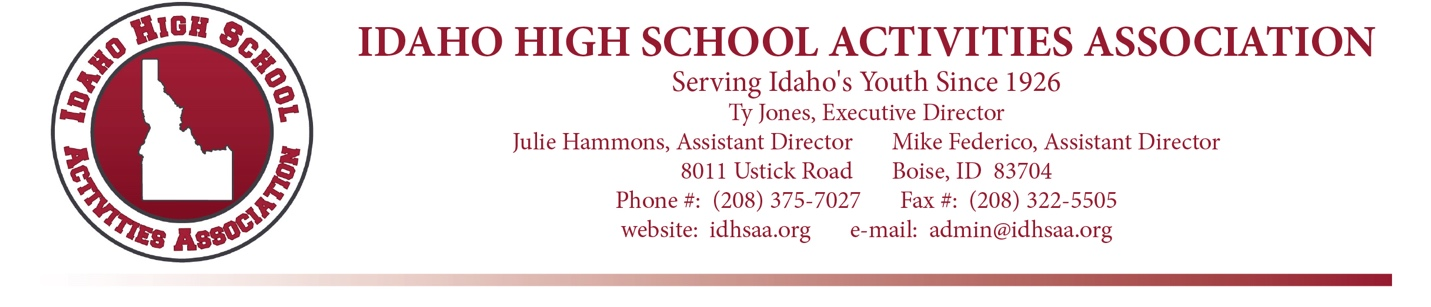 IDAHO HIGH SCHOOL
ACTIVITIES ASSOCIATION
IDAHO HIGH SCHOOL ACTIVITIES ASSOCIATION
Serving Idaho's Youth Since 1926
Ty Jones, Executive Director
Julie Hammons, Assistant Director Mike Federico, Assistant Director
8011 Ustick Road Boise, ID 83704
Phone #: (208) 375-7027 Fax #: (208) 322-5505
website: idhsaa.org e-mail: admin@idhsaa.org